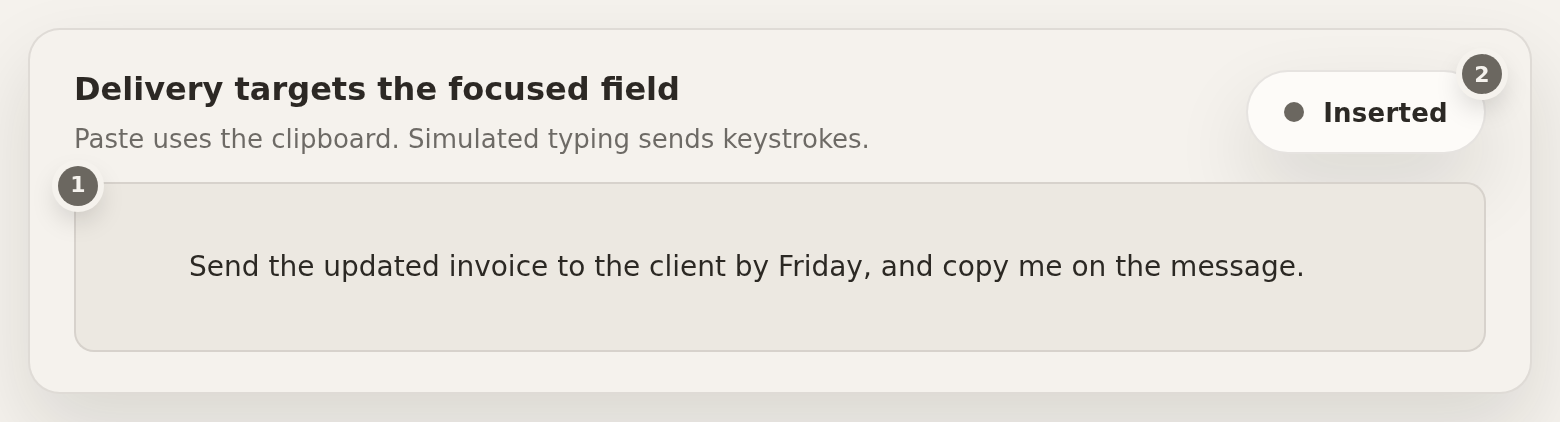 Delivery targets the focused field
Paste uses the clipboard. Simulated typing sends keystrokes.
2
Inserted
1
Send the updated invoice to the client by Friday, and copy me on the message.